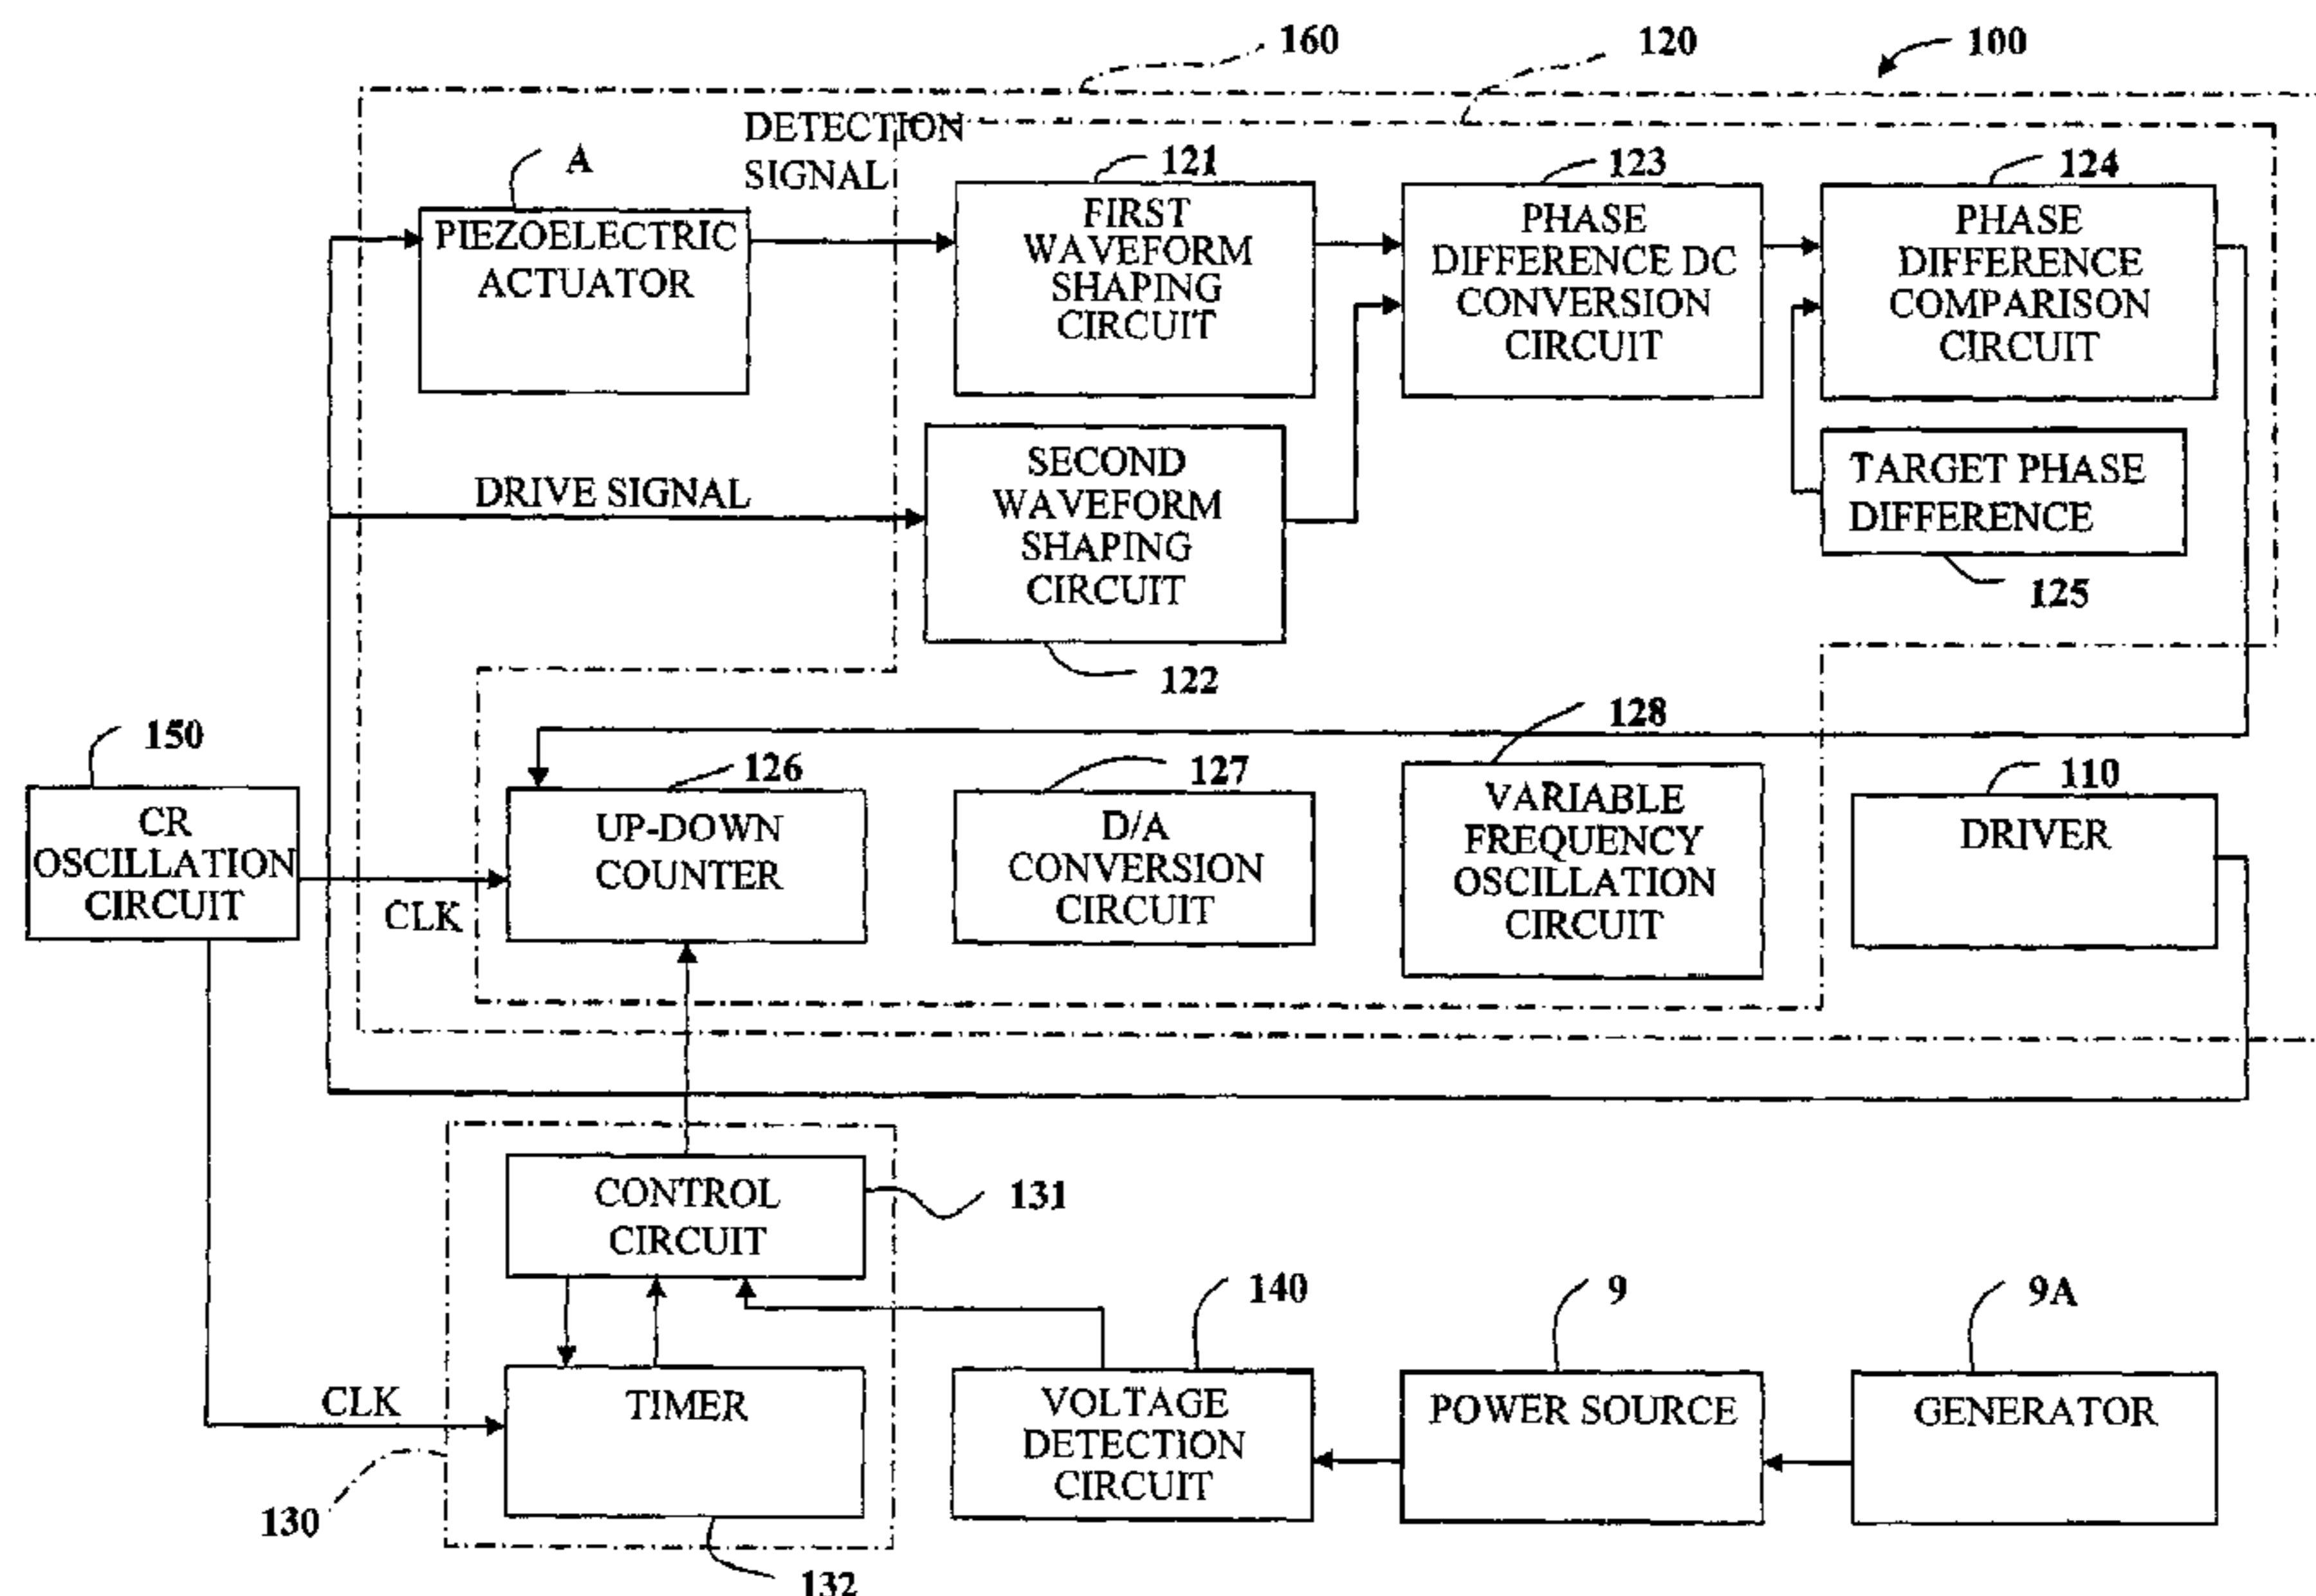 160
120
100
DETECTION
SIGNAL
A
121
123
124
PIEZOELECTRIC
ACTUATOR
FIRST
WAVEFORM
SHAPING
CIRCUIT
PHASE
DIFFERENCE DC
CONVERSION
CIRCUIT
PHASE
DIFFERENCE
COMPARISON
CIRCUIT
DRIVE SIGNAL
SECOND
WAVEFORM
SHAPING
CIRCUIT
TARGET PHASE
DIFFERENCE
125
122
150
126
127
128
110
CR
OSCILLATION
CIRCUIT
CLK
UP-DOWN
COUNTER
D/A
CONVERSION
CIRCUIT
VARIABLE
FREQUENCY
OSCILLATION
CIRCUIT
DRIVER
CONTROL
CIRCUIT
131
140
9
9A
CLK
TIMER
VOLTAGE
DETECTION
CIRCUIT
POWER SOURCE
GENERATOR
130
132